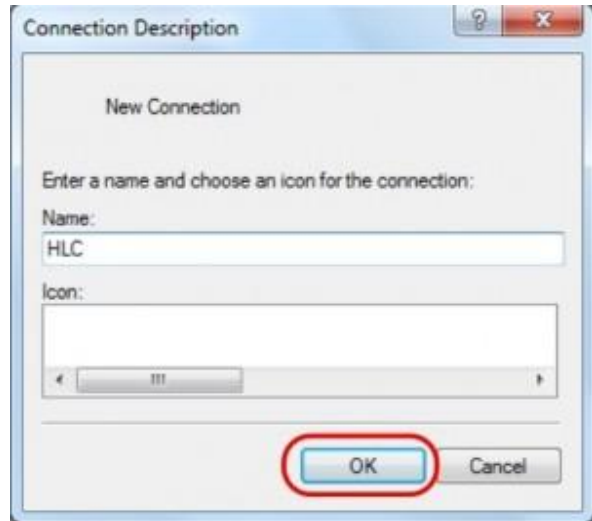 Connection Description
New Connection
Enter a name and choose an icon for the connection:
Name:
HLC
Icon:
OK
Cancel